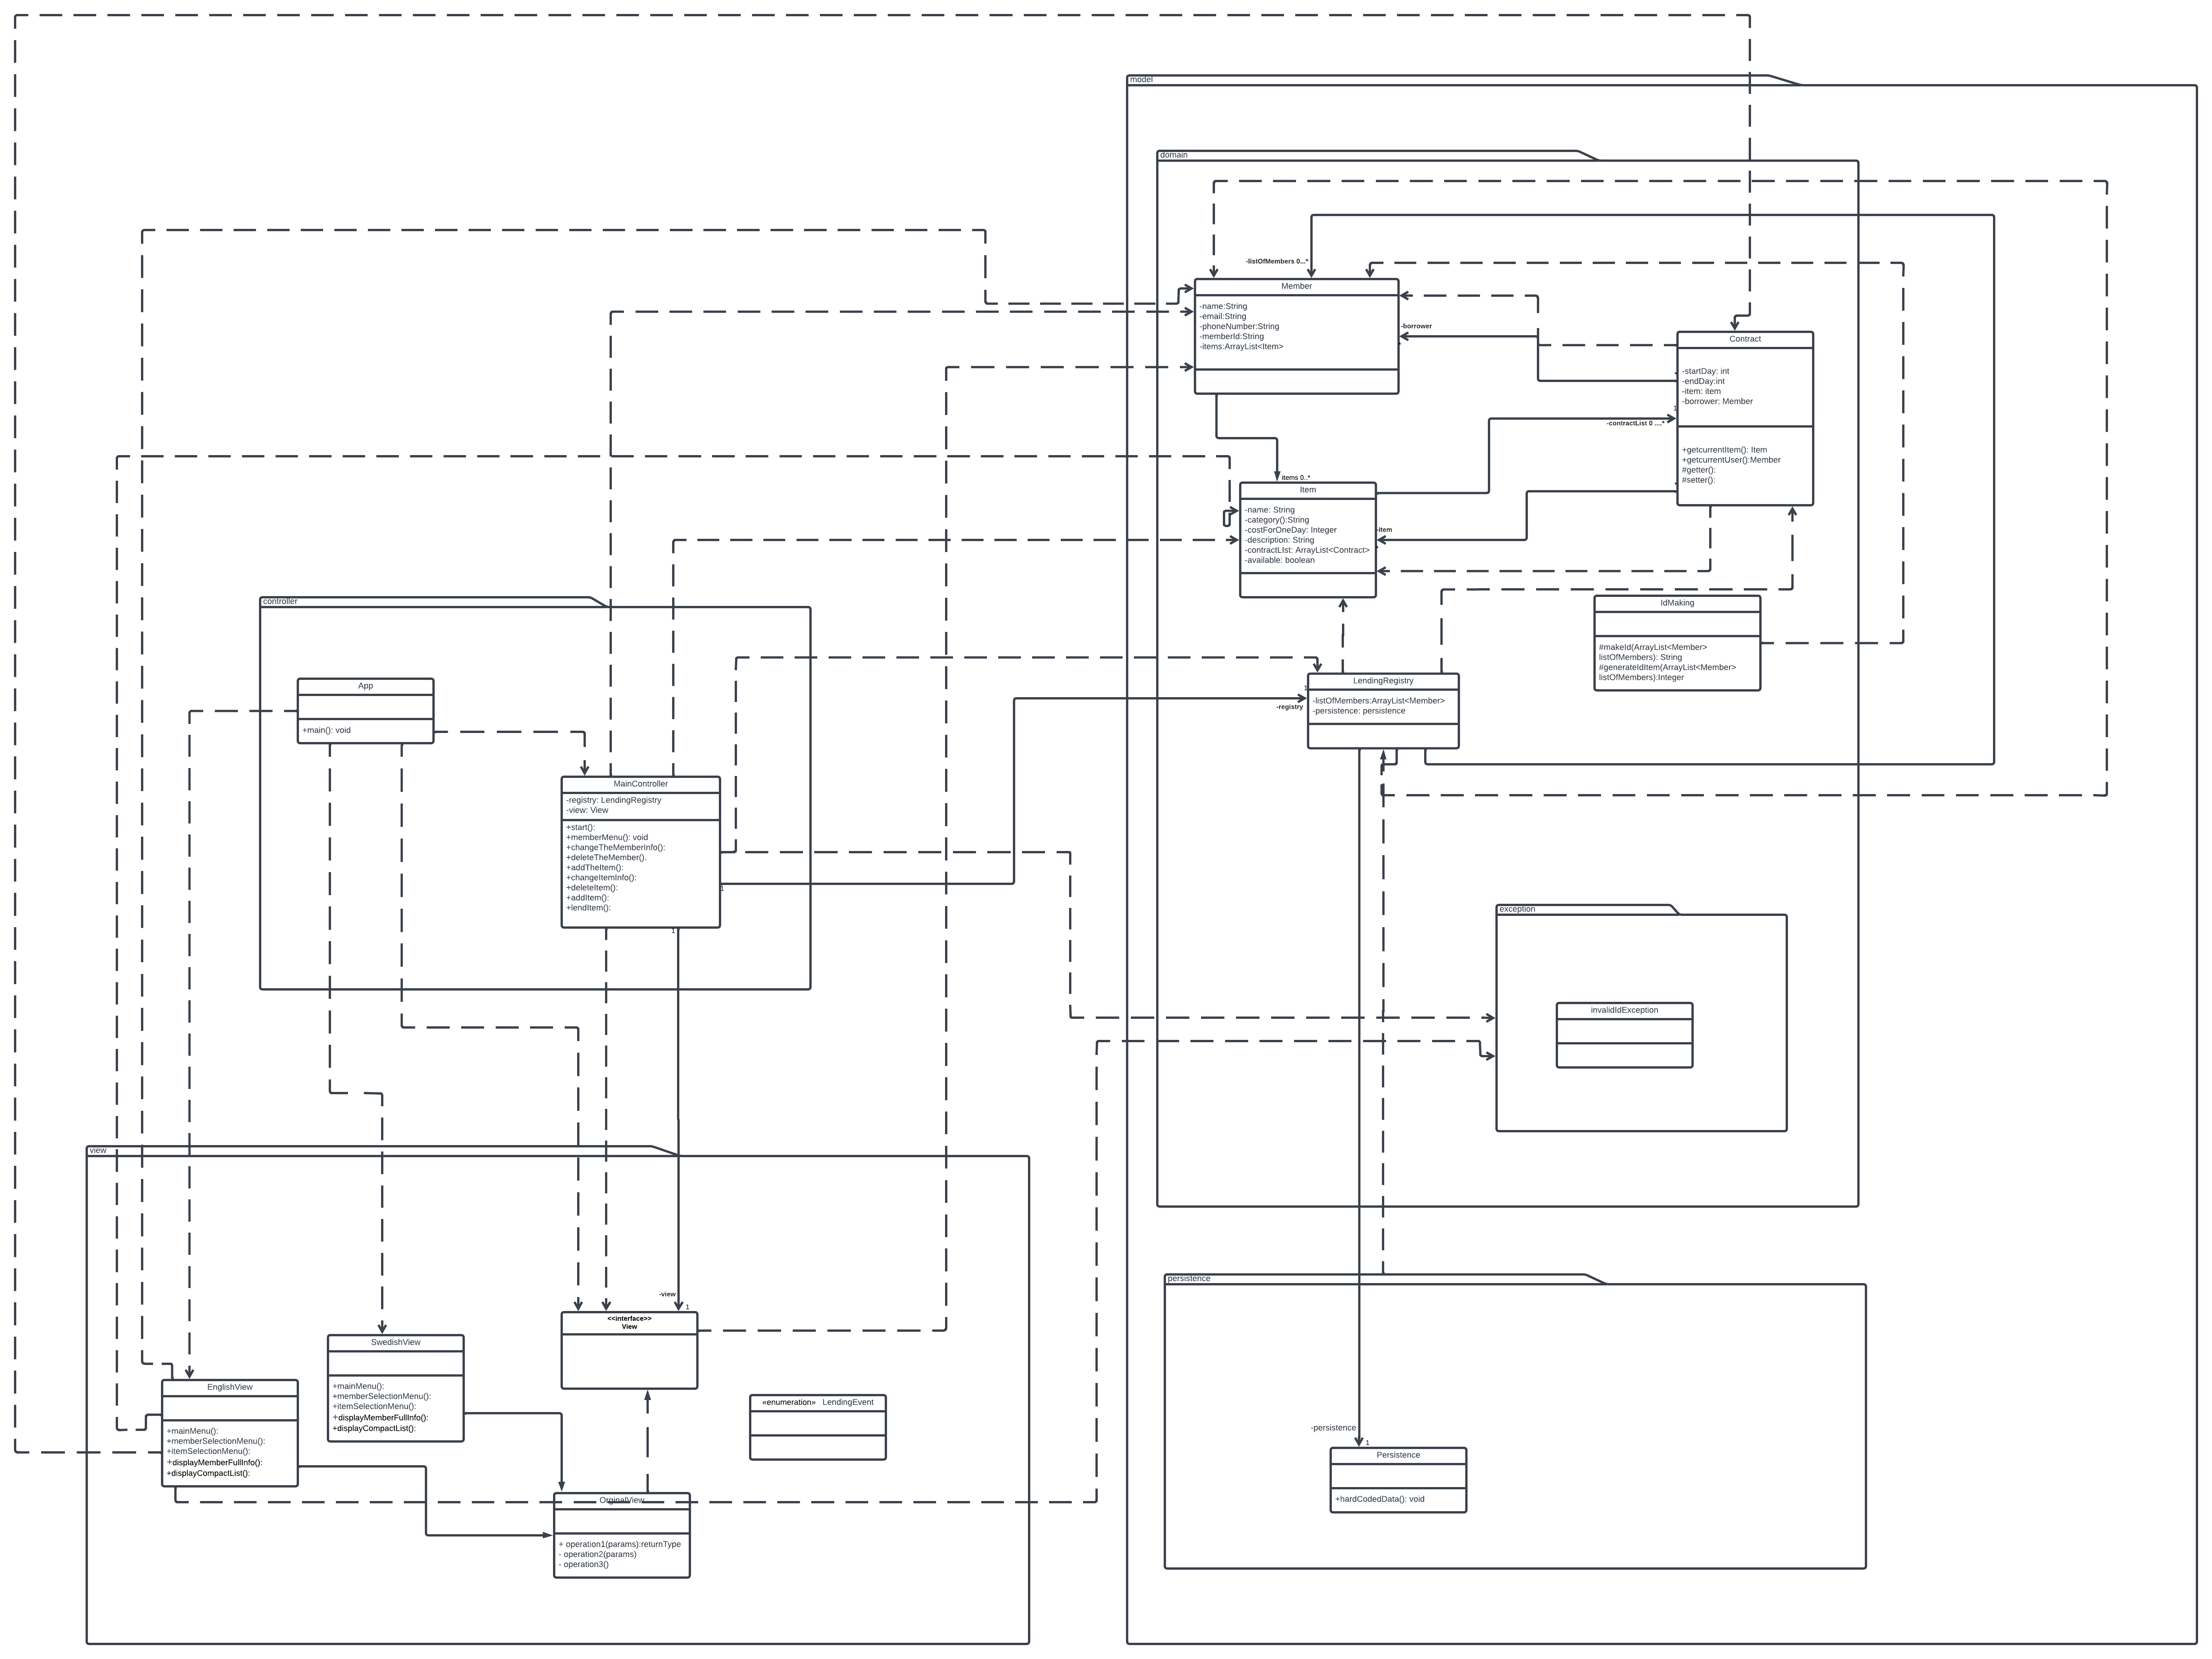 model
domain
-listOfMembers 0...*
Member
-name:String
-email:String
-phoneNumber:String
-memberId:String
-items:ArrayList<Item>
-borrower
Contract
-startDay: int
-endDay:int
-item: item
-borrower: Member
1
-contractList 0 ....*
+getcurrentItem(): Item
+getcurrentUser():Member
#getter():
#setter():
items 0..*
Item
-name: String
-category():String
-costForOneDay: Integer
-description: String
-contractLIst: ArrayList<Contract>
-available: boolean
-item
IdMaking
#makeId(ArrayList<Member>
listOfMembers): String
#generateIdItem(ArrayList<Member>
listOfMembers):Integer
controller
App
+main(): void
LendingRegistry
-listOfMembers:ArrayList<Member>
-persistence: persistence
1
-registry
MainController
-registry: LendingRegistry
-view: View
+start():
+memberMenu(): void
+changeTheMemberInfo():
+deleteTheMember().
+addTheItem():
+changeItemInfo():
+deleteItem():
+addItem():
+lendItem():
1
1
exception
invalidIdException
view
persistence
-view
1
<<interface>>
View
SwedishView
+mainMenu():
+memberSelectionMenu():
+itemSelectionMenu():
+displayMemberFullInfo():
+displayCompactList():
EnglishView
+mainMenu():
+memberSelectionMenu():
+itemSelectionMenu():
+displayMemberFullInfo():
+displayCompactList():
«enumeration» LendingEvent
-persistence
1
Persistence
+hardCodedData(): void
OrginalView
+ operation1(params):returnType
- operation2(params)
- operation3()